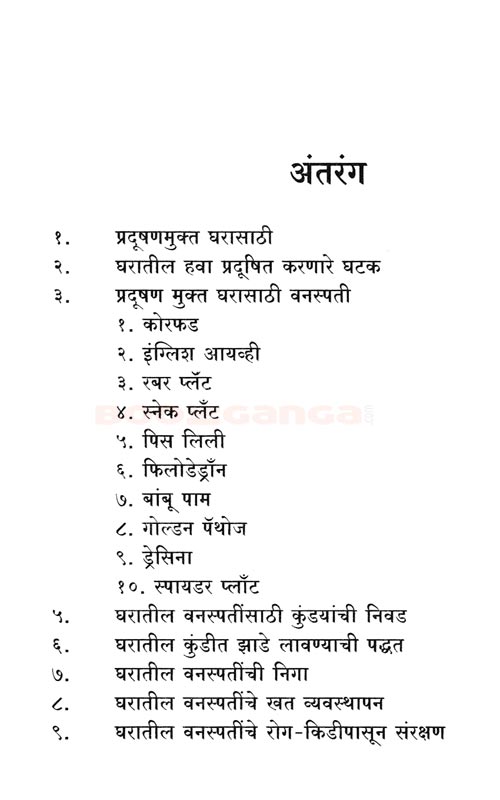 अंतरंग
१. प्रदूषणमुक्त घरासाठी
२. घरातील हवा प्रदूषित करणारे घटक
३. प्रदूषण मुक्त घरासाठी वनस्पती
१. कोरफड
२. इंग्लिश आयव्ही
३. रबर प्लँट
४. स्नेक प्लँट
५. पिस लिली
६. फिलोडेड्रॉन
७. बांबू पाम
८. गोल्डन पॅथोज
९. ड्रेसिना
१०. स्पायडर प्लाँट
५. घरातील वनस्पतींसाठी कुंडयांची निवड
६. घरातील कुंडीत झाडे लावण्याची पद्धत
७. घरातील वनस्पतींची निगा
८. घरातील वनस्पतींचे खत व्यवस्थापन
९. घरातील वनस्पतींचे रोग-किडीपासून संरक्षण